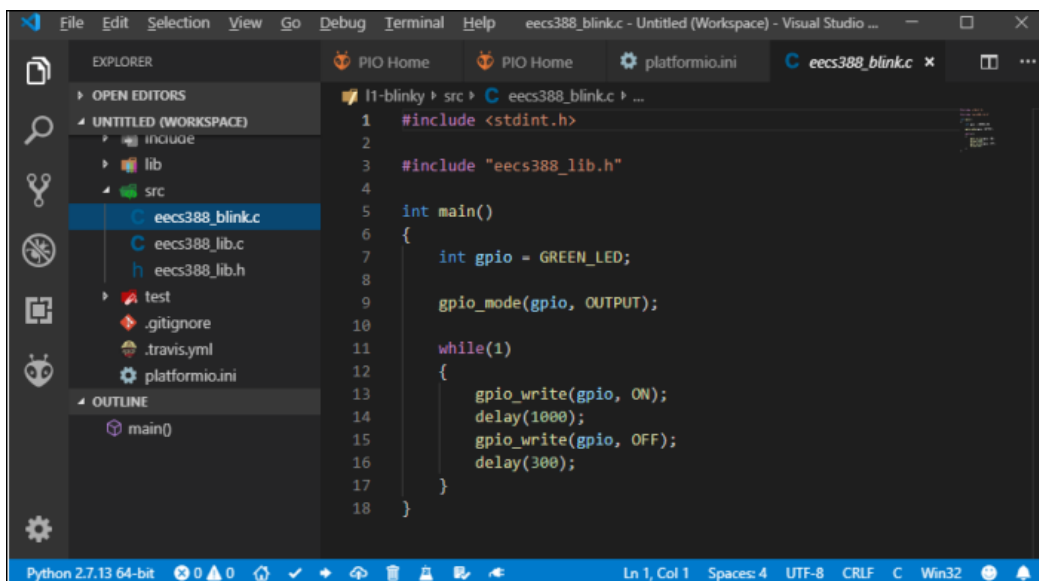 File Edit Selection View Go Debug Terminal Help eecs388_blink.c - Untitled (Workspace) - Visual Studio ...
EXPLORER
OPEN EDITORS
UNTITLED (WORKSPACE)
include
lib
src
eecs388_blink.c
eecs388_lib.c
eecs388_lib.h
test
.gitignore
.travis.yml
platformio.ini
OUTLINE
main()
PIO Home PIO Home platformio.ini eecs388_blink.c
l1-blinky src eecs388_blink.c ...
1 #include <stdint.h>
2
3 #include "eecs388_lib.h"
4
5 int main()
6 {
7 int gpio = GREEN_LED;
8
9 gpio_mode(gpio, OUTPUT);
10
11 while(1)
12 {
13 gpio_write(gpio, ON);
14 delay(1000);
15 gpio_write(gpio, OFF);
16 delay(300);
17 }
18 }
Python 2.7.13 64-bit 0 0 Ln 1, Col 1 Spaces: 4 UTF-8 CRLF C Win32